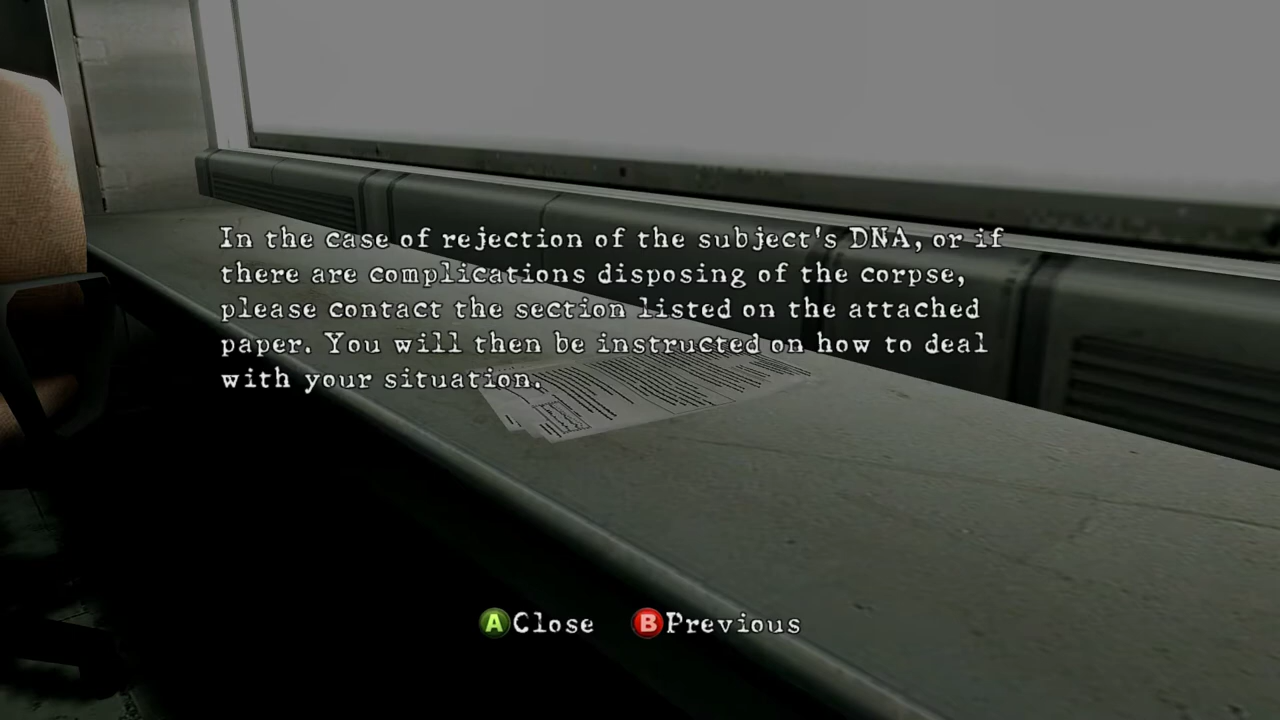 In the case of rejection of the subject's DNA, or if
there are complications disposing of the corpse,
please contact the section listed on the attached
paper. You will then be instructed on how to deal
with your situation.
A Close B Previous